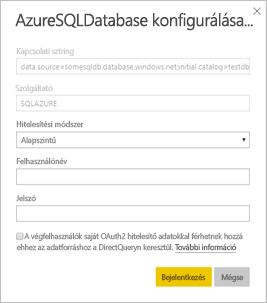 AzureSQLDatabase konfigurálása...
Kapcsolati sztring
data source=somesqldb.database.windows.net;initial catalog=testdb
Szolgáltató
SQLAZURE
Hitelesítési módszer
Alapszintű
Felhasználónév
Jelszó
A végfelhasználók saját OAuth2 hitelesítő adatokkal férhetnek hozzá
ehhez az adatforráshoz a DirectQueryn keresztül. További információ
Bejelentkezés
Mégse